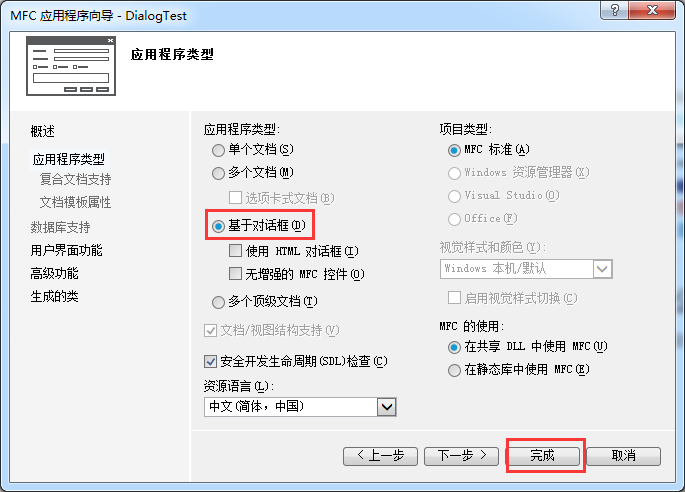 MFC 应用程序向导 - DialogTest
应用程序类型
概述
应用程序类型
复合文档支持
文档模板属性
数据库支持
用户界面功能
高级功能
生成的类
应用程序类型:
单个文档(S)
多个文档(M)
选项卡式文档(B)
基于对话框(D)
使用 HTML 对话框(T)
无增强的 MFC 控件(O)
多个顶级文档(T)
文档/视图结构支持(V)
安全开发生命周期(SDL)检查(C)
资源语言(L):
中文(简体，中国)
项目类型:
MFC 标准(A)
Windows 资源管理器(X)
Visual Studio(O)
Office(F)
视觉样式和颜色(Y):
Windows 本机/默认
启用视觉样式切换(C)
MFC 的使用:
在共享 DLL 中使用 MFC(U)
在静态库中使用 MFC(E)
< 上一步
下一步 >
完成
取消